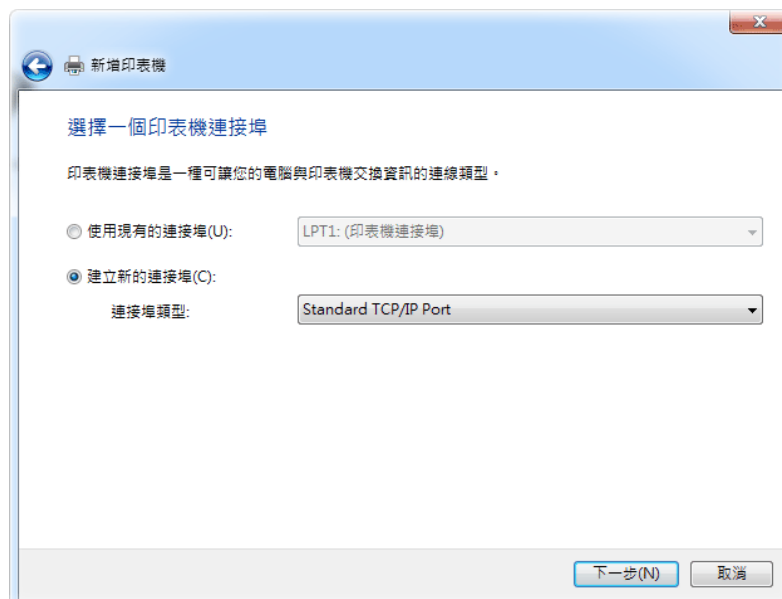 新增印表機
選擇一個印表機連接埠
印表機連接埠是一種可讓您的電腦與印表機交換資訊的連線類型。
使用現有的連接埠(U): LPT1: (印表機連接埠)
建立新的連接埠(C):
連接埠類型: Standard TCP/IP Port
下一步(N) 取消